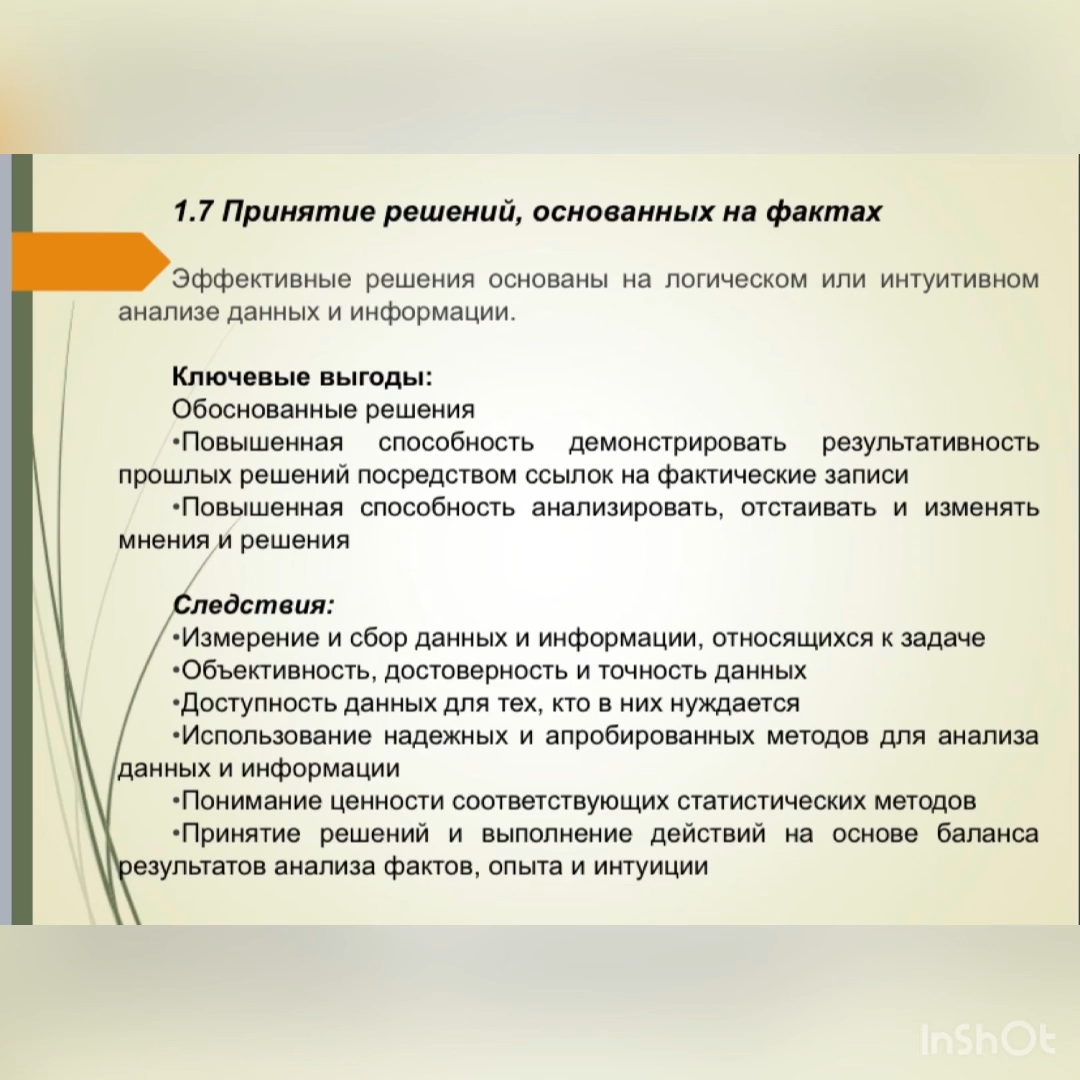 1.7 Принятие решений, основанных на фактах
Эффективные решения основаны на логическом или интуитивном
анализе данных и информации.
Ключевые выгоды:
Обоснованные решения
•Повышенная способность демонстрировать результативность
прошлых решений посредством ссылок на фактические записи
•Повышенная способность анализировать, отстаивать и изменять
мнения и решения
Следствия:
•Измерение и сбор данных и информации, относящихся к задаче
•Объективность, достоверность и точность данных
•Доступность данных для тех, кто в них нуждается
•Использование надежных и апробированных методов для анализа
данных и информации
•Понимание ценности соответствующих статистических методов
•Принятие решений и выполнение действий на основе баланса
результатов анализа фактов, опыта и интуиции
InShOt